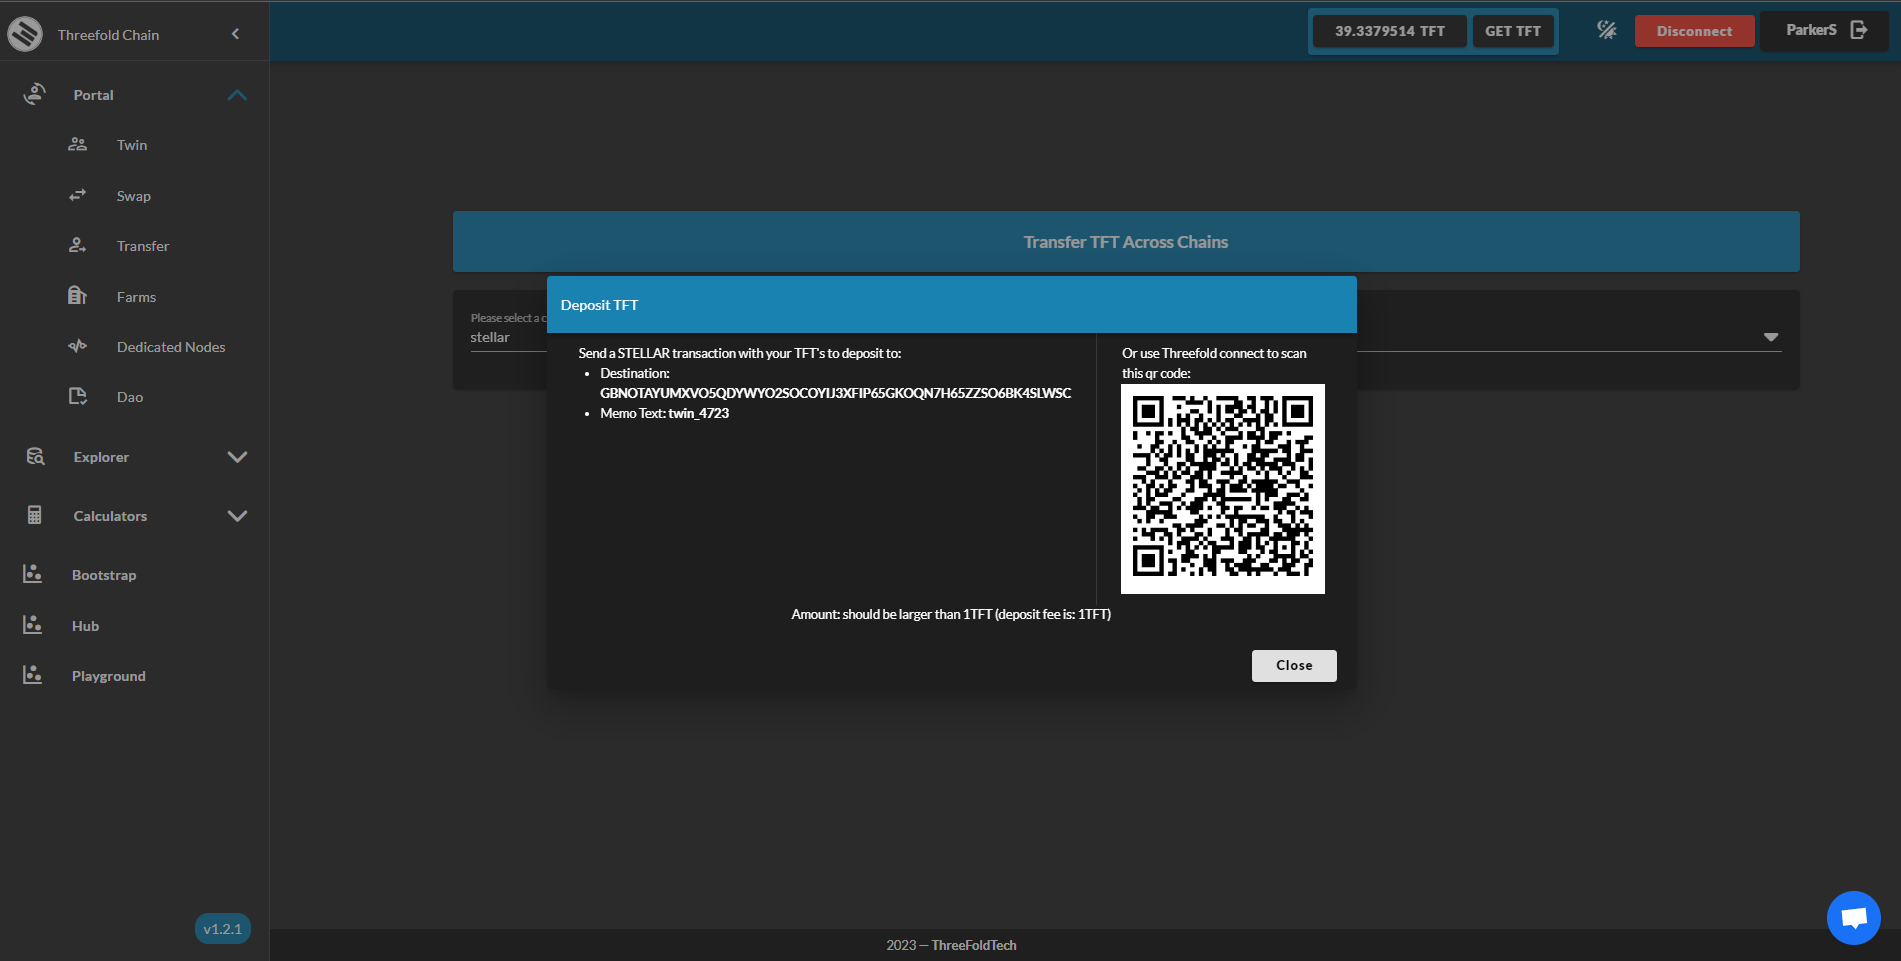 Threefold Chain
39.3379514 TFT
GET TFT
Disconnect
ParkerS
Portal
Twin
Swap
Transfer
Farms
Dedicated Nodes
Dao
Explorer
Calculators
Bootstrap
Hub
Playground
v1.2.1
Transfer TFT Across Chains
Please select a c
stellar
Deposit TFT
Send a STELLAR transaction with your TFT's to deposit to:
Destination:
GBNOTAYUMXVO5QDYWYO2SOCOYIJ3XFIP65GKOQN7H65ZZSO6BK4SLWSC
Memo Text: twin_4723
Or use Threefold connect to scan
this qr code:
Amount: should be larger than 1TFT (deposit fee is: 1TFT)
Close
2023 — ThreeFoldTech